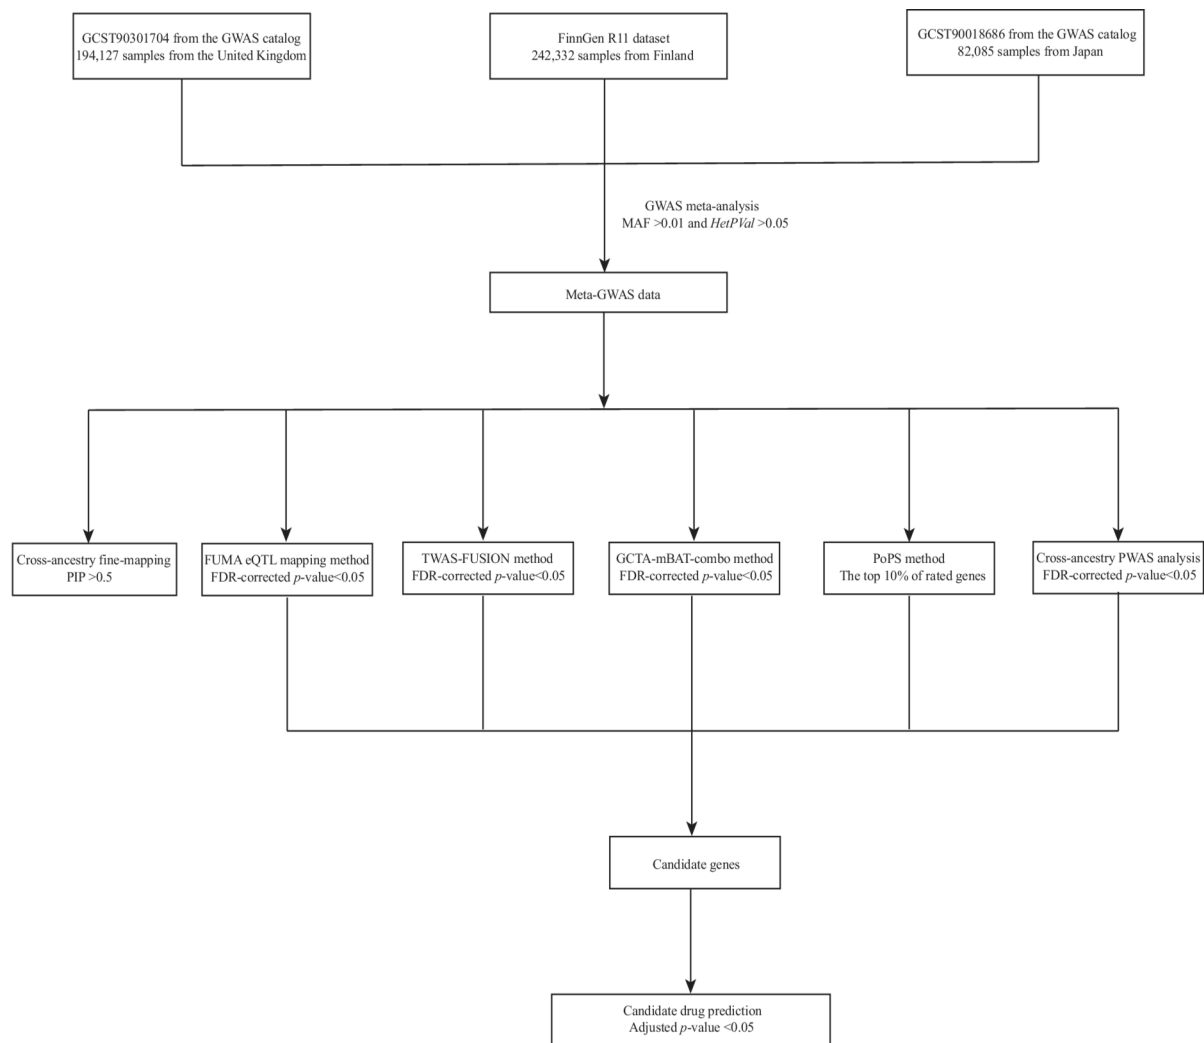 GCST90301704 from the GWAS catalog
194,127 samples from the United Kingdom
FinnGen R11 dataset
242,332 samples from Finland
GCST90018686 from the GWAS catalog
82,085 samples from Japan
GWAS meta-analysis
MAF >0.01 and HetPVal >0.05
Meta-GWAS data
Cross-ancestry fine-mapping
PIP >0.5
FUMA eQTL mapping method
FDR-corrected p-value<0.05
TWAS-FUSION method
FDR-corrected p-value<0.05
GCTA-mBAT-combo method
FDR-corrected p-value<0.05
PoPS method
The top 10% of rated genes
Cross-ancestry PWAS analysis
FDR-corrected p-value<0.05
Candidate genes
Candidate drug prediction
Adjusted p-value <0.05